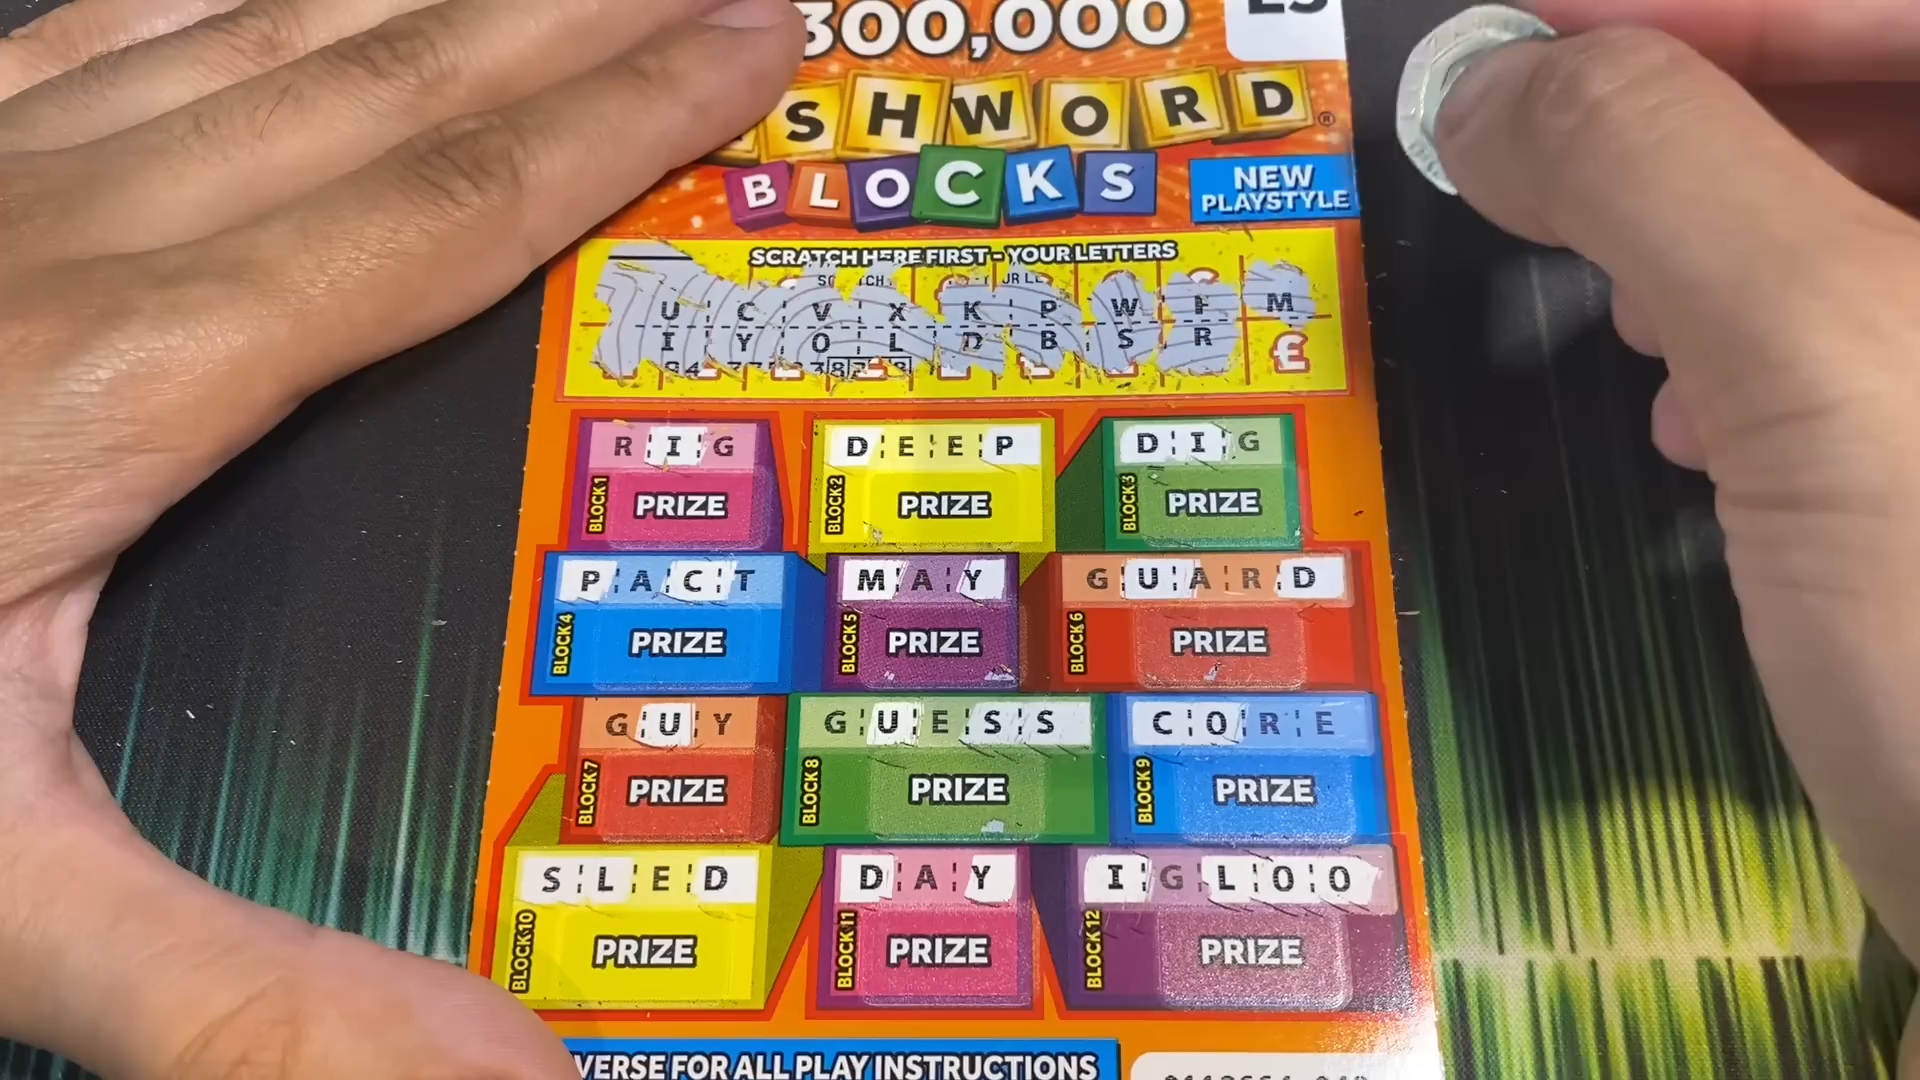 300,000
SHWORD
BLOCKS
NEW
PLAYSTYLE
SCRATCH HERE FIRST - YOUR LETTERS
U C V X K P W F M
I Y O L D B S R £
R I G
D E E P
D I G
BLOCK 1
PRIZE
BLOCK 2
PRIZE
BLOCK 3
PRIZE
P A C T
M A Y
G U A R D
BLOCK 4
PRIZE
BLOCK 5
PRIZE
BLOCK 6
PRIZE
G U Y
G U E S S
C O R E
BLOCK 7
PRIZE
BLOCK 8
PRIZE
BLOCK 9
PRIZE
S L E D
D A Y
I G L O O
BLOCK 10
PRIZE
BLOCK 11
PRIZE
BLOCK 12
PRIZE
VERSE FOR ALL PLAY INSTRUCTIONS